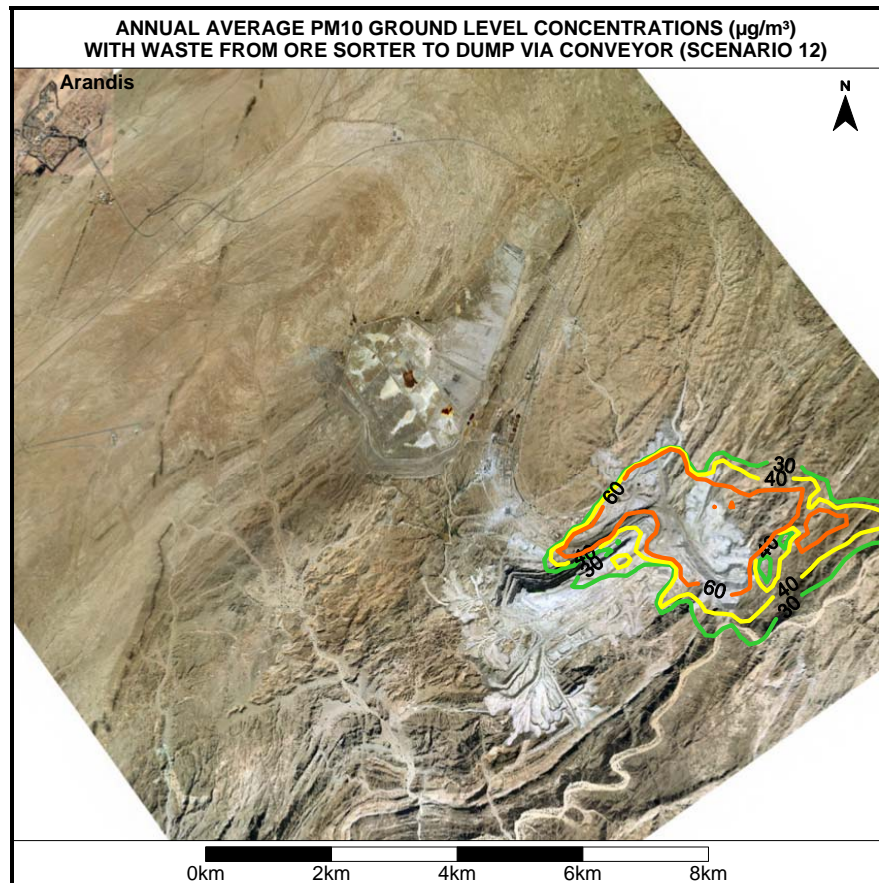 ANNUAL AVERAGE PM10 GROUND LEVEL CONCENTRATIONS (µg/m³)
WITH WASTE FROM ORE SORTER TO DUMP VIA CONVEYOR (SCENARIO 12)
Arandis
N
30
40
60
40
30
60
40
30
0km 2km 4km 6km 8km